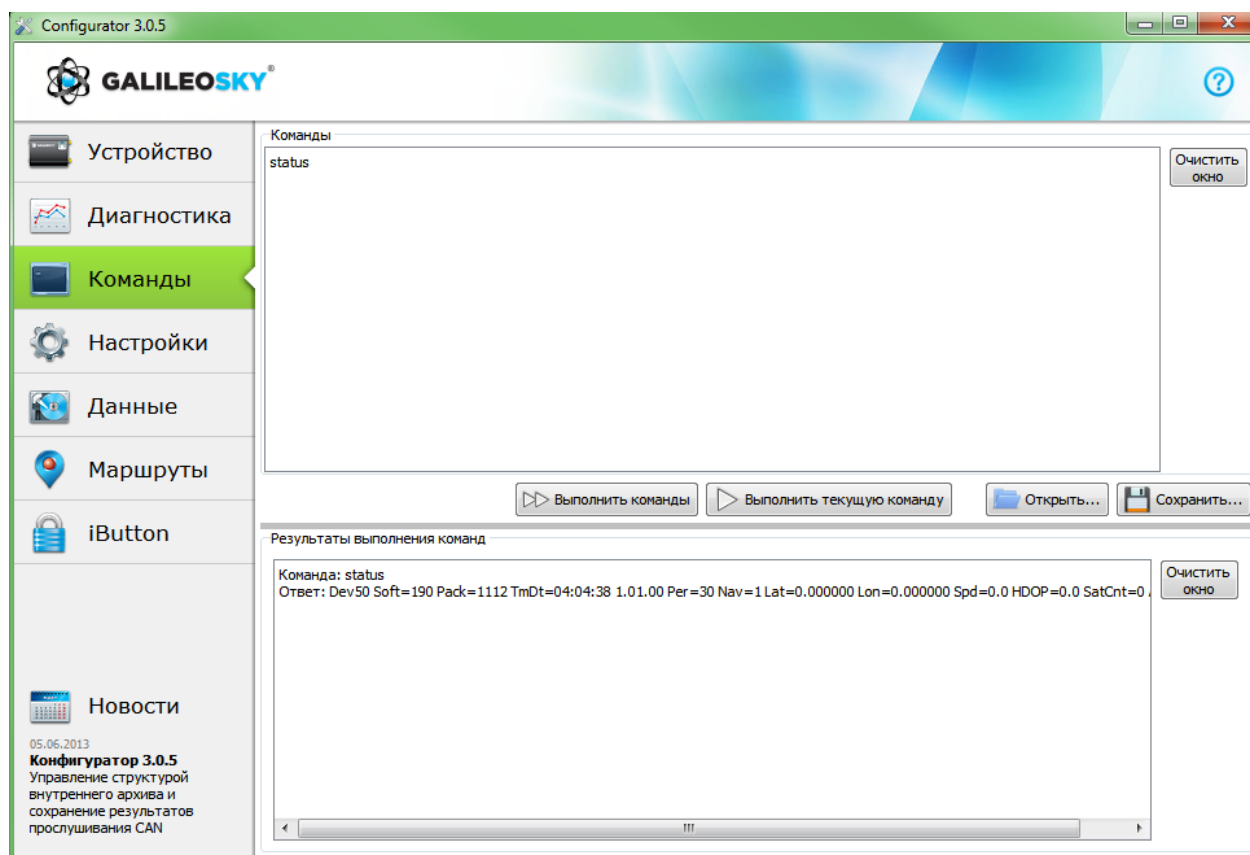 Configurator 3.0.5
GALILEOSKY®
?
Устройство
Диагностика
Команды
Настройки
Данные
Маршруты
iButton
Новости
05.06.2013
Конфигуратор 3.0.5
Управление структурой
внутреннего архива и
сохранение результатов
прослушивания CAN
Команды
status
Очистить
окно
Выполнить команды
Выполнить текущую команду
Открыть...
Сохранить...
Результаты выполнения команд
Команда: status
Ответ: Dev50 Soft=190 Pack=1112 TmDt=04:04:38 1.01.00 Per=30 Nav=1 Lat=0.000000 Lon=0.000000 Spd=0.0 HDOP=0.0 SatCnt=0
Очистить
окно